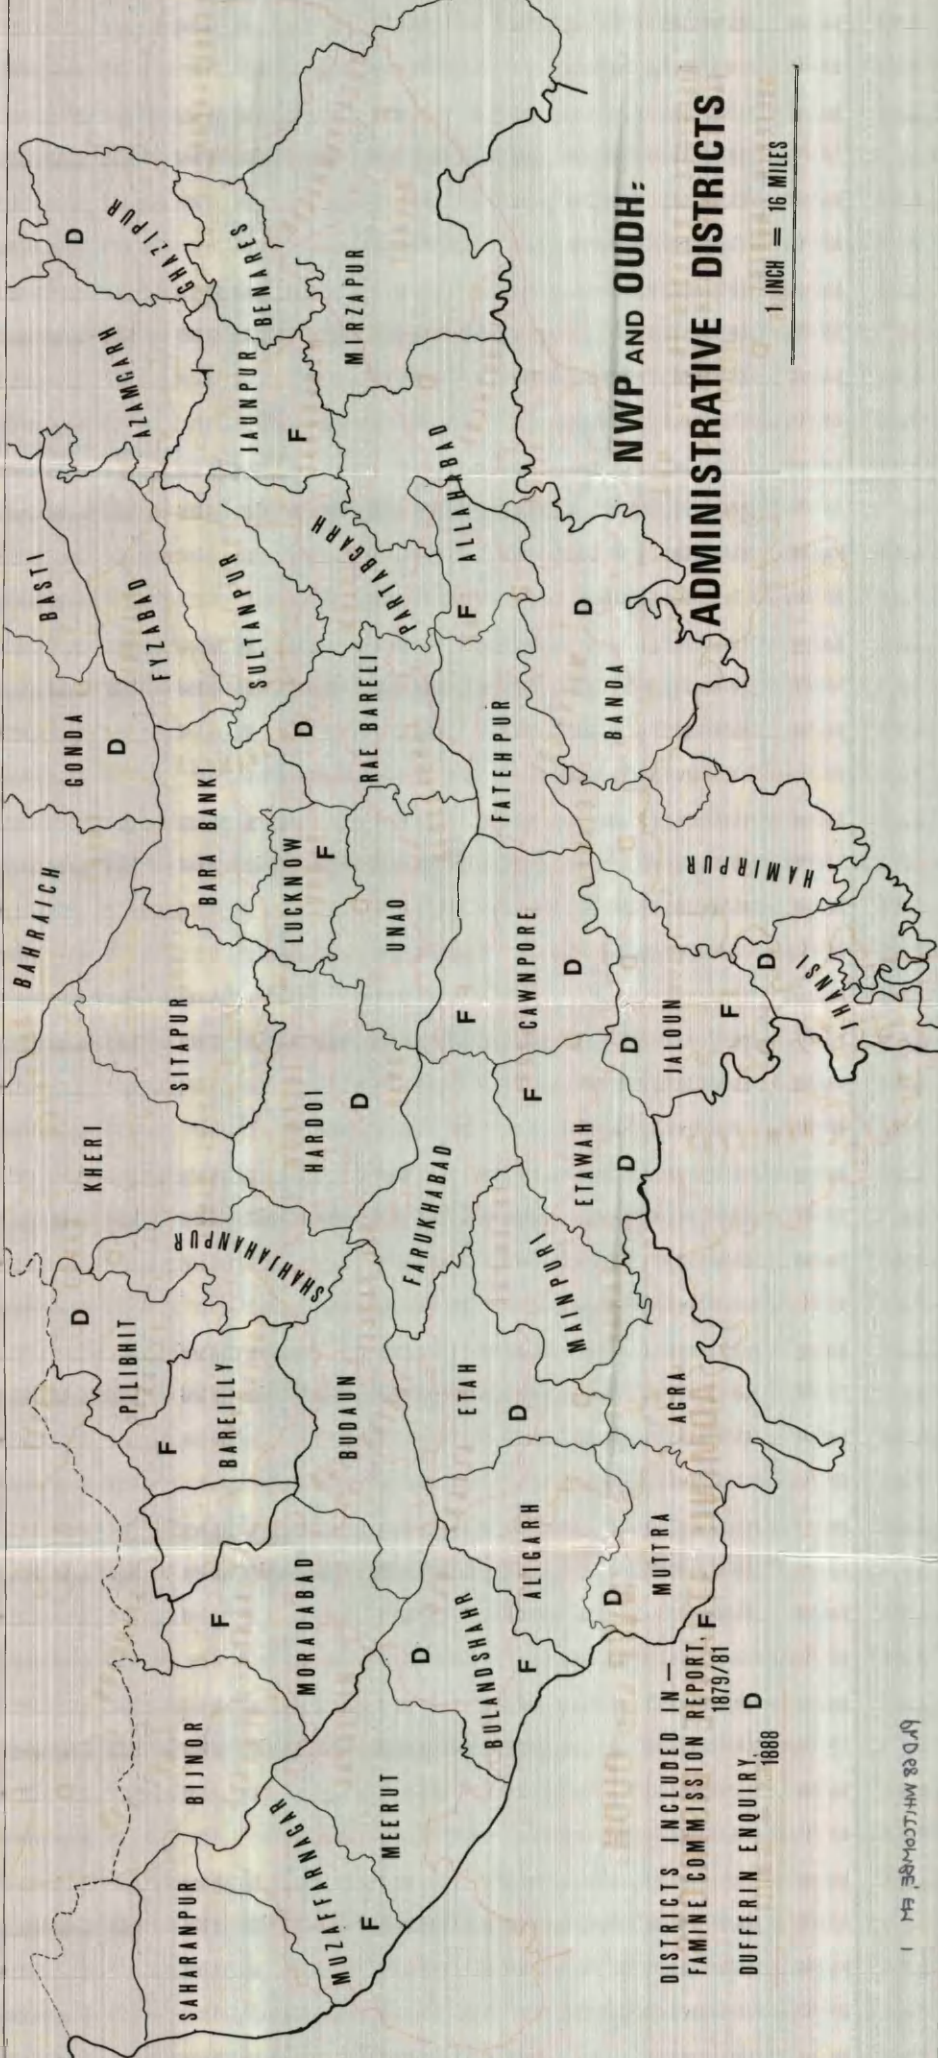 NWP AND OUDH:
ADMINISTRATIVE DISTRICTS
1 INCH = 16 MILES
SAHARANPUR
MUZAFFARNAGAR
F
BIJNOR
MEERUT
MORADABAD
F
BULANDSHAHR
D
F
ALIGARH
D
MUTTRA
F
BAREILLY
F
PILIBHIT
D
BUDAUN
ETAH
D
AGRA
SHAHJAHANPUR
MAINPURI
FARUKHABAD
KHERI
HARDOI
D
ETAWAH
F
D
SITAPUR
CAWNPORE
F
D
D
JALOUN
F
JHANSI
D
BAHRAICH
LUCKNOW
F
UNAO
HAMIRPUR
BARA BANKI
GONDA
D
RAE BARELI
D
FATEHPUR
BANDA
D
BASTI
FYZABAD
SULTANPUR
PARTABGARH
ALLAHABAD
F
AZAMGARH
JAUNPUR
F
MIRZAPUR
BENARES
GHAZIPUR
D
DISTRICTS INCLUDED IN —
FAMINE COMMISSION REPORT, F
1879/81
DUFFERIN ENQUIRY, D
1888